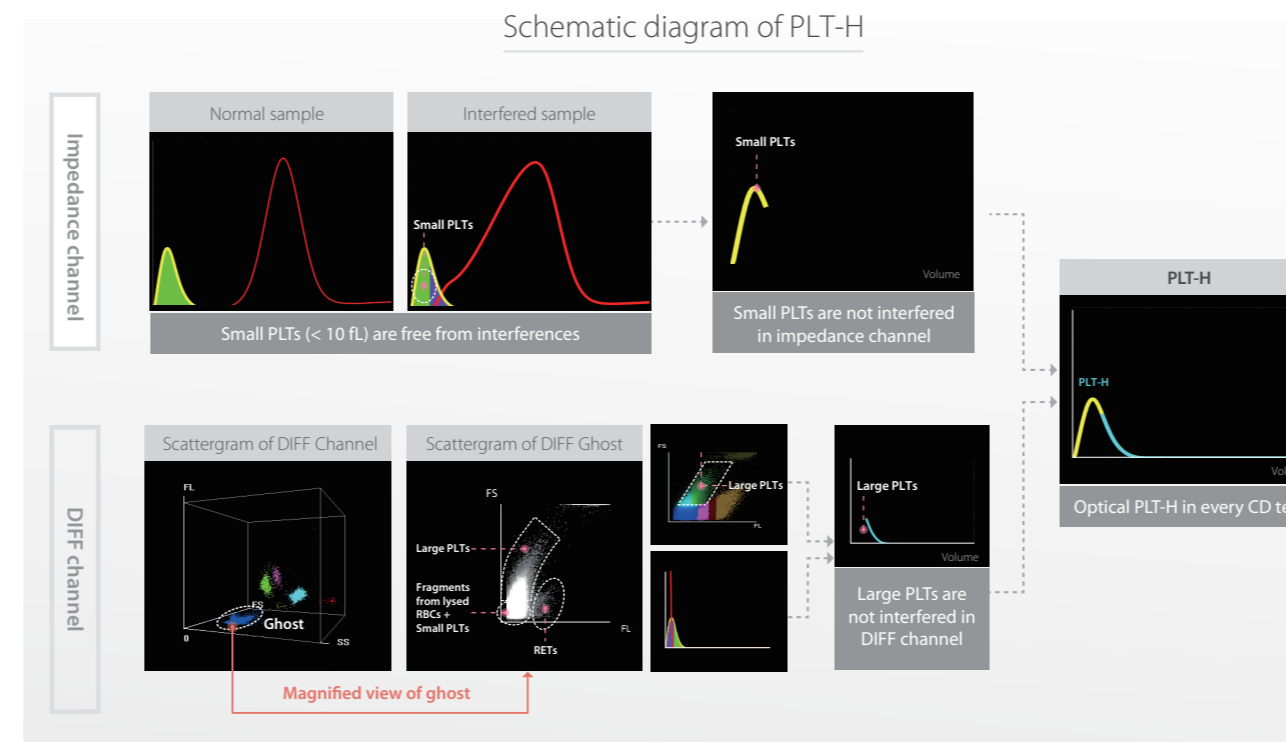 Schematic diagram of PLT-H
Impedance channel
Normal sample
Interfered sample
Small PLTs
Small PLTs (< 10 fL) are free from interferences
Small PLTs
Volume
Small PLTs are not interfered
in impedance channel
PLT-H
PLT-H
Optical PLT-H in every CD
DIFF channel
Scattergram of DIFF Channel
FL
FS
0
SS
Ghost
Scattergram of DIFF Ghost
FS
Large PLTs
Fragments
from lysed
RBCs +
Small PLTs
RETs
FL
Magnified view of ghost
FS
Large PLTs
FL
Large PLTs
Volume
Large PLTs are
not interfered in
DIFF channel